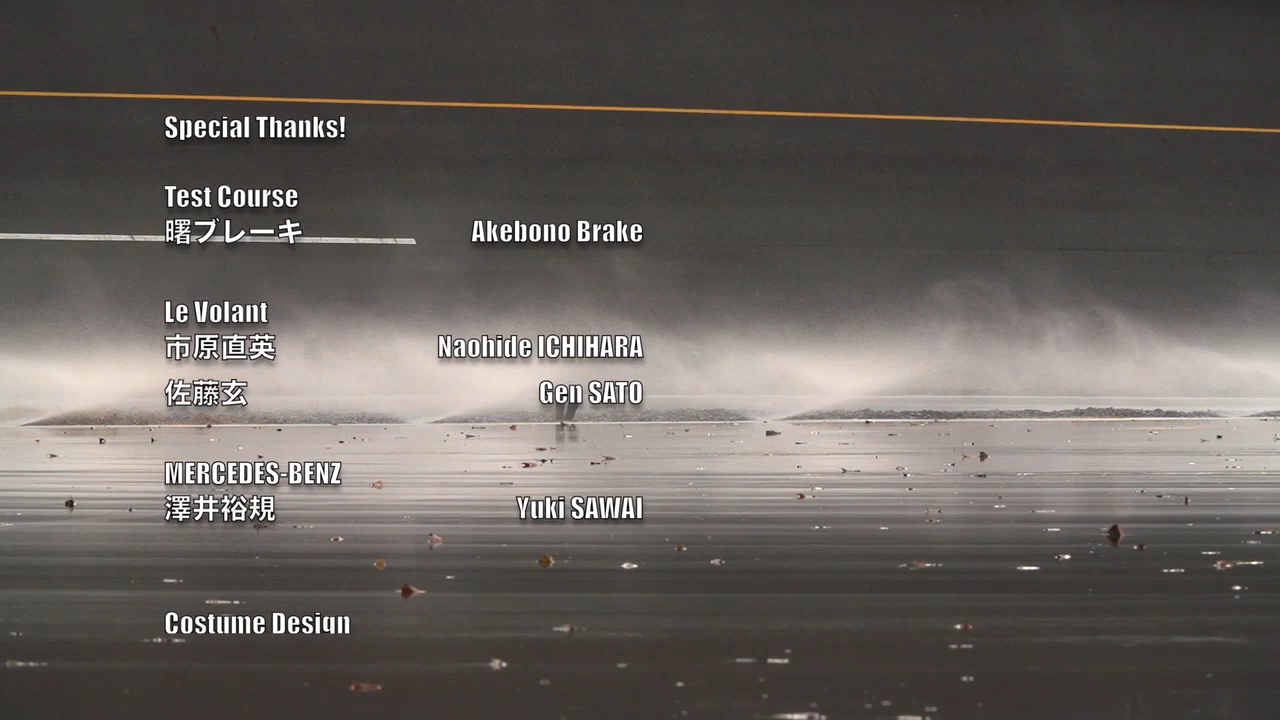 Special Thanks!
Test Course
曙ブレーキ Akebono Brake
Le Volant
市原直英 Naohide ICHIHARA
佐藤玄 Gen SATO
MERCEDES-BENZ
澤井裕規 Yuki SAWAI
Costume Design